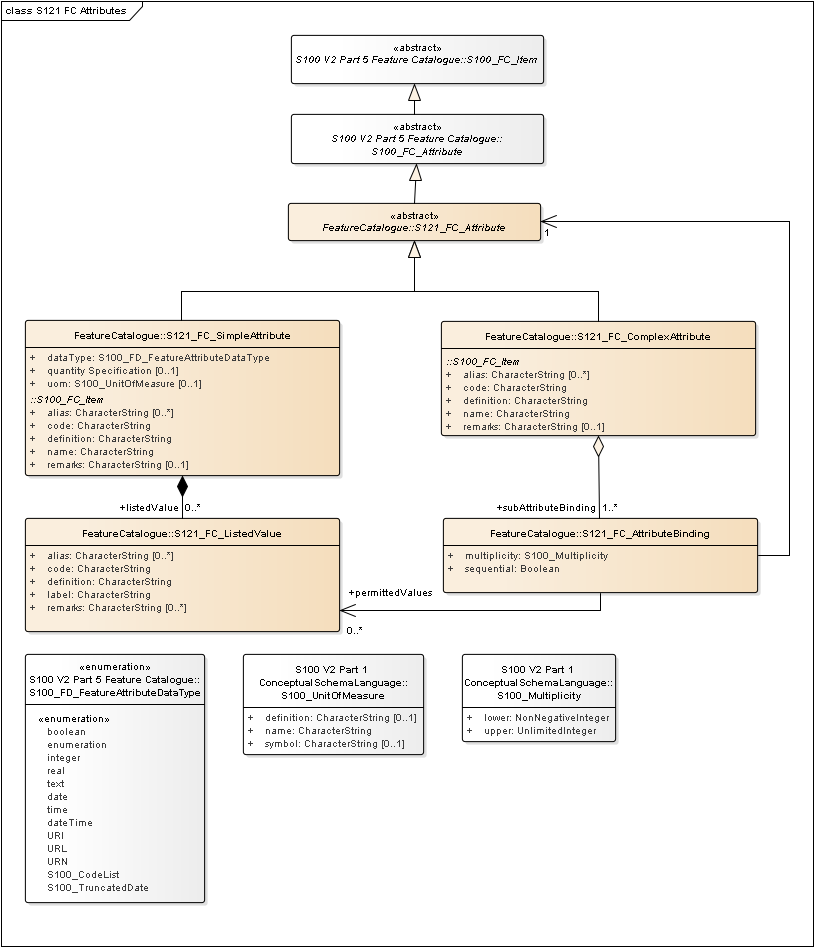 class S121 FC Attributes
«abstract»
S100 V2 Part 5 Feature Catalogue::S100_FC_Item
«abstract»
S100 V2 Part 5 Feature Catalogue::
S100_FC_Attribute
«abstract»
FeatureCatalogue::S121_FC_Attribute
1
FeatureCatalogue::S121_FC_SimpleAttribute
+ dataType: S100_FD_FeatureAttributeDataType
+ quantity Specification [0..1]
+ uom: S100_UnitOfMeasure [0..1]
::S100_FC_Item
+ alias: CharacterString [0..*]
+ code: CharacterString
+ definition: CharacterString
+ name: CharacterString
+ remarks: CharacterString [0..1]
FeatureCatalogue::S121_FC_ComplexAttribute
::S100_FC_Item
+ alias: CharacterString [0..*]
+ code: CharacterString
+ definition: CharacterString
+ name: CharacterString
+ remarks: CharacterString [0..1]
+listedValue 0..*
+subAttributeBinding 1..*
FeatureCatalogue::S121_FC_ListedValue
+ alias: CharacterString [0..*]
+ code: CharacterString
+ definition: CharacterString
+ label: CharacterString
+ remarks: CharacterString [0..*]
FeatureCatalogue::S121_FC_AttributeBinding
+ multiplicity: S100_Multiplicity
+ sequential: Boolean
+permittedValues
0..*
«enumeration»
S100 V2 Part 5 Feature Catalogue::
S100_FD_FeatureAttributeDataType
«enumeration»
boolean
enumeration
integer
real
text
date
time
dateTime
URI
URL
URN
S100_CodeList
S100_TruncatedDate
S100 V2 Part 1
ConceptualSchemaLanguage::
S100_UnitOfMeasure
+ definition: CharacterString [0..1]
+ name: CharacterString
+ symbol: CharacterString [0..1]
S100 V2 Part 1
ConceptualSchemaLanguage::
S100_Multiplicity
+ lower: NonNegativeInteger
+ upper: UnlimitedInteger